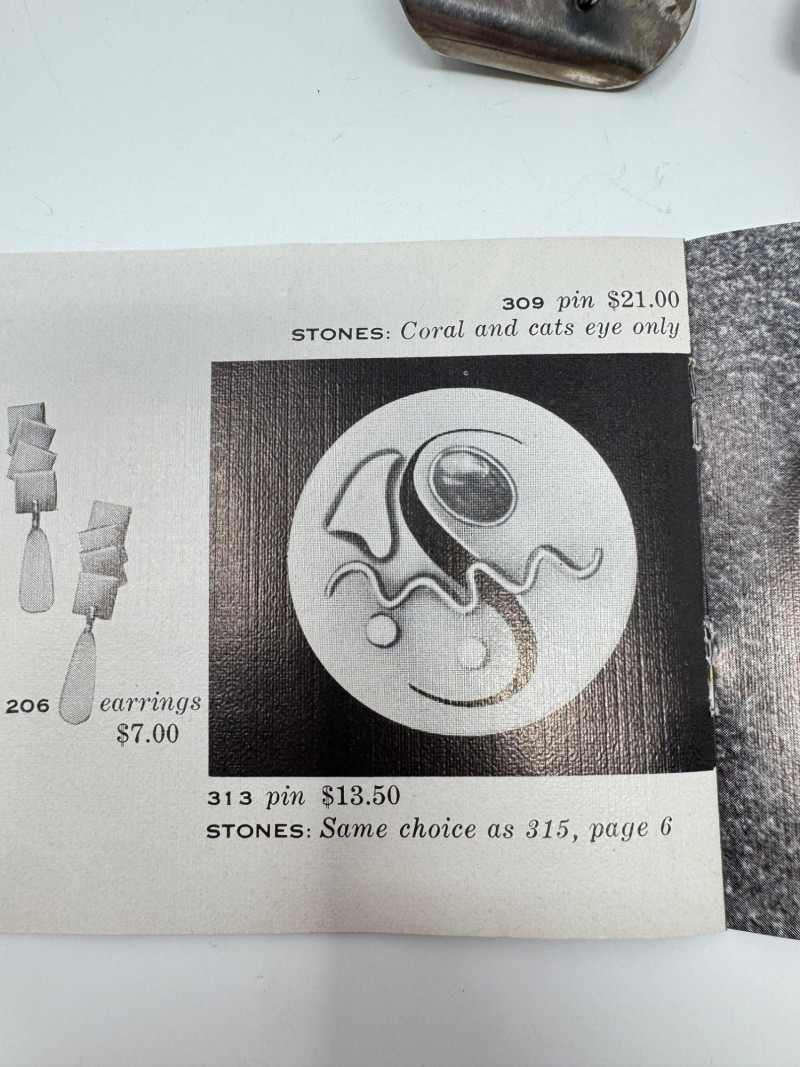 309 pin $21.00
STONES: Coral and cats eye only
206 earrings
$7.00
313 pin $13.50
STONES: Same choice as 315, page 6